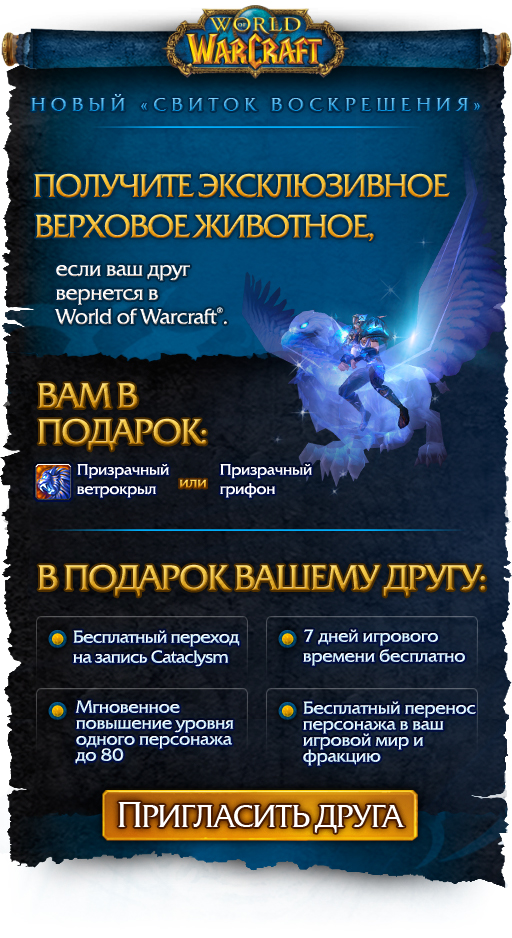 WORLD
OF
WARCRAFT
НОВЫЙ «СВИТОК ВОСКРЕШЕНИЯ»
ПОЛУЧИТЕ ЭКСКЛЮЗИВНОЕ
ВЕРХОВОЕ ЖИВОТНОЕ,
если ваш друг
вернется в
World of Warcraft®.
ВАМ В
ПОДАРОК:
Призрачный
ветрокрыл
или
Призрачный
грифон
В ПОДАРОК ВАШЕМУ ДРУГУ:
Бесплатный переход
на запись Cataclysm
7 дней игрового
времени бесплатно
Мгновенное
повышение уровня
одного персонажа
до 80
Бесплатный перенос
персонажа в ваш
игровой мир и
фракцию
ПРИГЛАСИТЬ ДРУГА